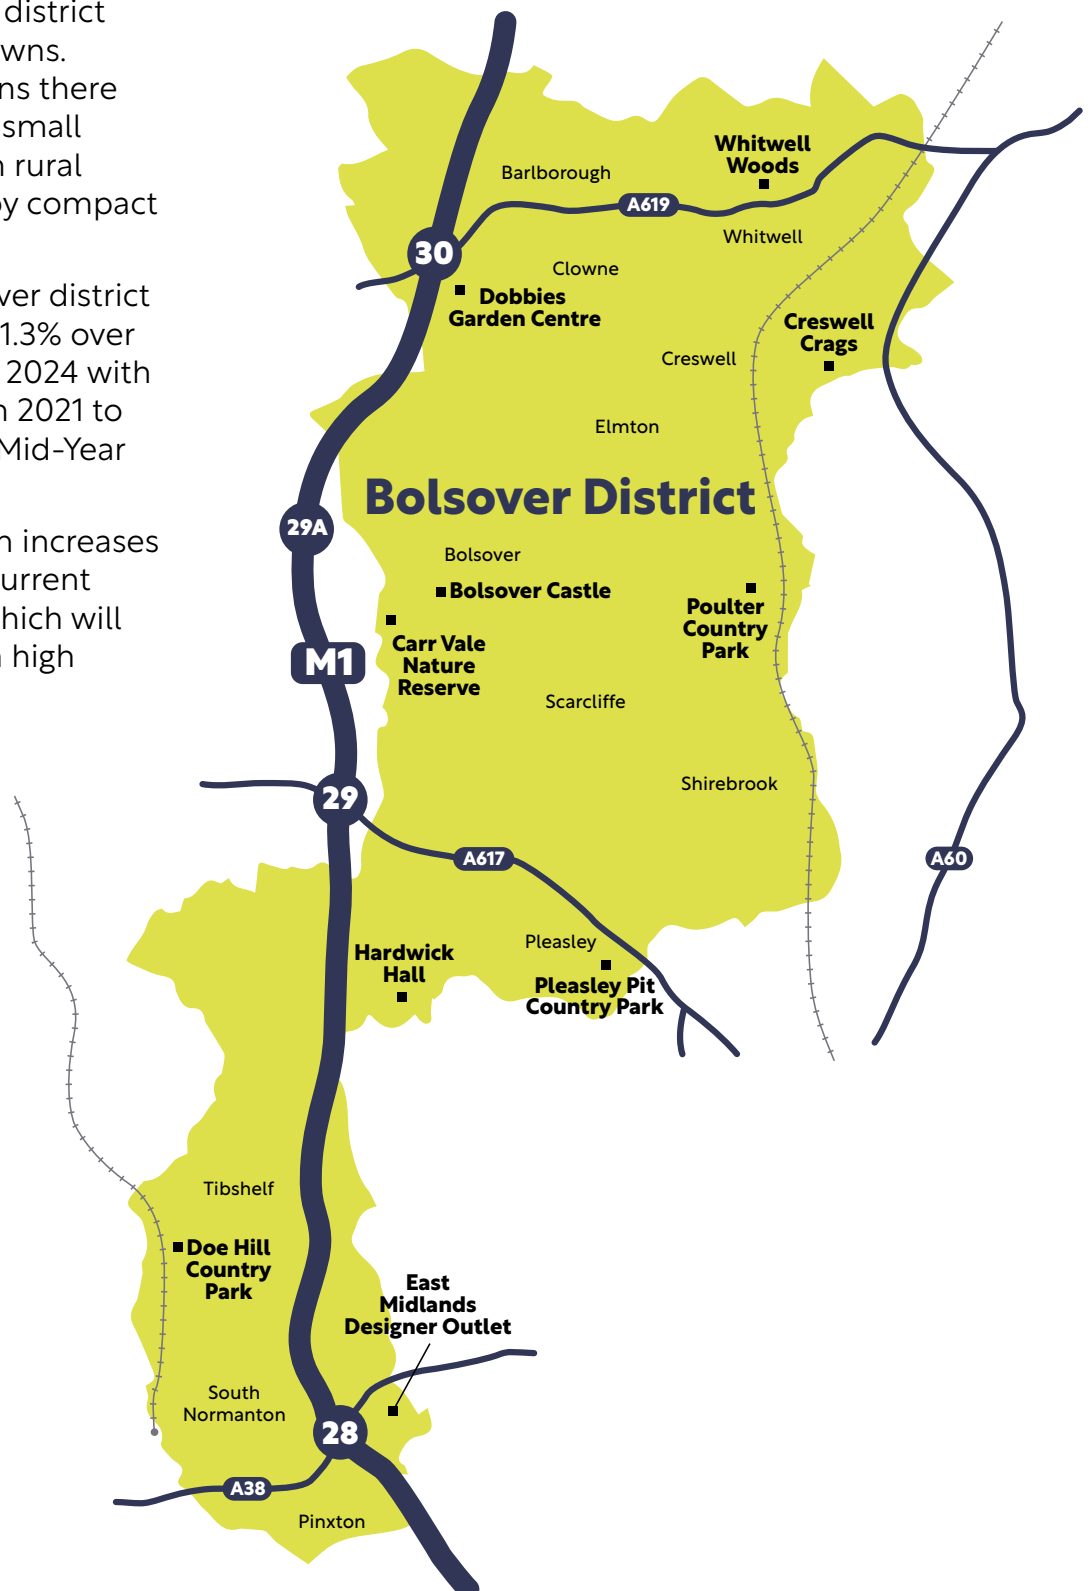 district
wns.
ns there
small
n rural
by compact
ver district
1.3% over
2024 with
n 2021 to
Mid-Year
n increases
urrent
hich will
high
Whitwell
Woods
Barlborough
A619
Whitwell
30
Clowne
Dobbies
Garden Centre
Creswell
Crags
Creswell
Elmton
Bolsover District
29A
Bolsover
Bolsover Castle
Poulter
Country
Park
Carr Vale
Nature
Reserve
M1
Scarcliffe
Shirebrook
29
A617
A60
Pleasley
Hardwick
Hall
Pleasley Pit
Country Park
Tibshelf
Doe Hill
Country
Park
East
Midlands
Designer Outlet
South
Normanton
28
A38
Pinxton